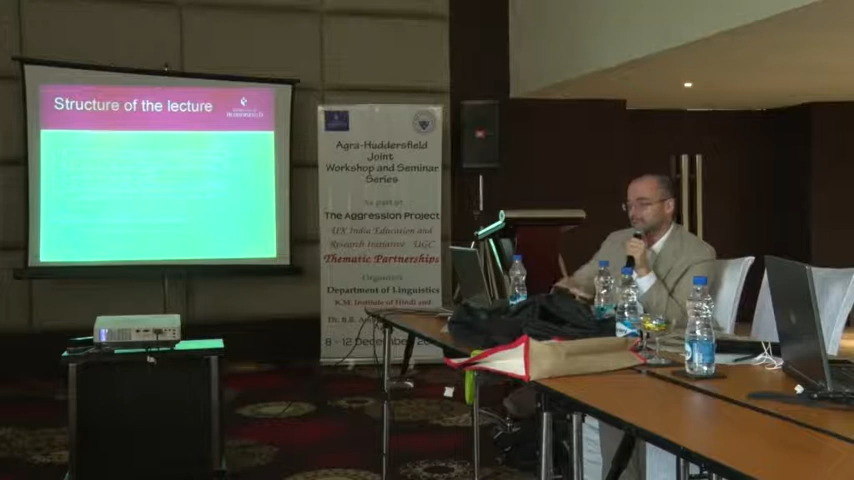 Structure of the lecture
Agra-Huddersfield
Joint
Workshop and Seminar
Series
As part of
The Aggression Project
UK India Education and
Research Initiative UGC
Thematic Partnerships
Organizers
Department of Linguistics
K.M. Institute of Hindi and
8 - 12 December